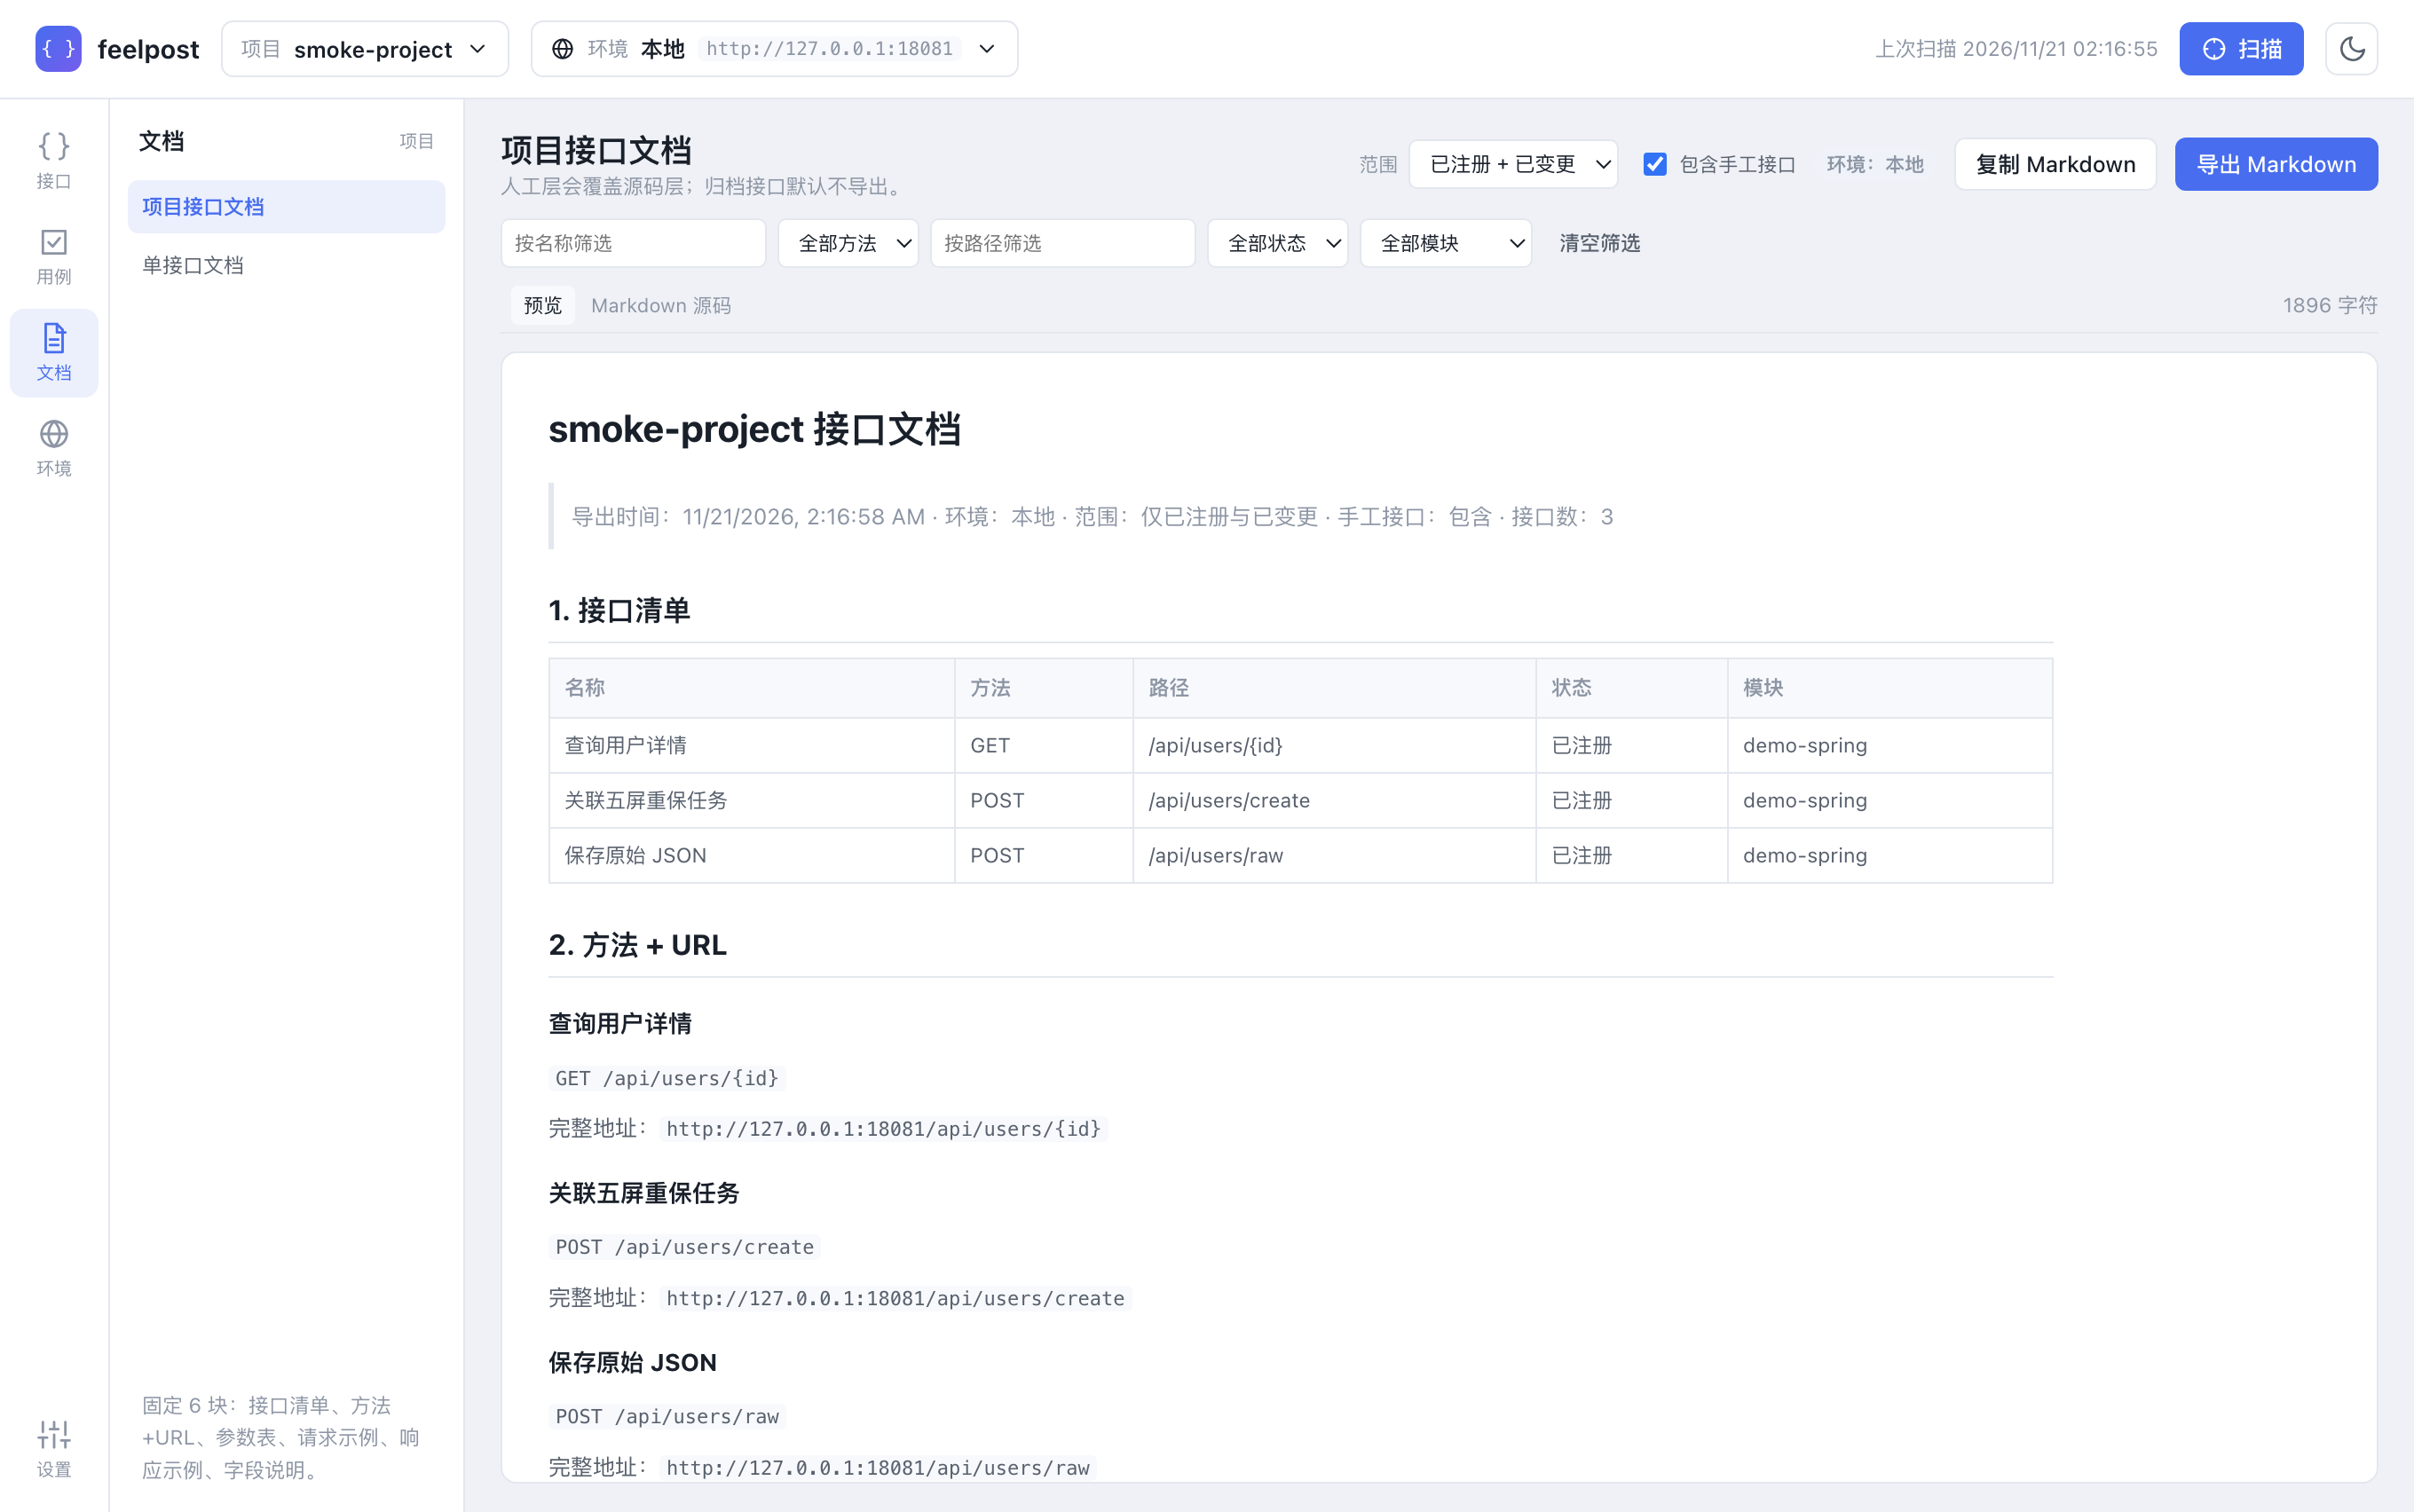 { } feelpost 项目 smoke-project 环境 本地 http://127.0.0.1:18081 上次扫描 2026/11/21 02:16:55 扫描
接口
用例
文档
环境
设置
文档 项目
项目接口文档
单接口文档
固定 6 块：接口清单、方法
+URL、参数表、请求示例、响
应示例、字段说明。
项目接口文档
人工层会覆盖源码层；归档接口默认不导出。
范围 已注册 + 已变更 包含手工接口 环境：本地 复制 Markdown 导出 Markdown
按名称筛选 全部方法 按路径筛选 全部状态 全部模块 清空筛选
预览 Markdown 源码 1896 字符
smoke-project 接口文档
导出时间：11/21/2026, 2:16:58 AM · 环境：本地 · 范围：仅已注册与已变更 · 手工接口：包含 · 接口数：3
1. 接口清单
名称 方法 路径 状态 模块
查询用户详情 GET /api/users/{id} 已注册 demo-spring
关联五屏重保任务 POST /api/users/create 已注册 demo-spring
保存原始 JSON POST /api/users/raw 已注册 demo-spring
2. 方法 + URL
查询用户详情
GET /api/users/{id}
完整地址：http://127.0.0.1:18081/api/users/{id}
关联五屏重保任务
POST /api/users/create
完整地址：http://127.0.0.1:18081/api/users/create
保存原始 JSON
POST /api/users/raw
完整地址：http://127.0.0.1:18081/api/users/raw